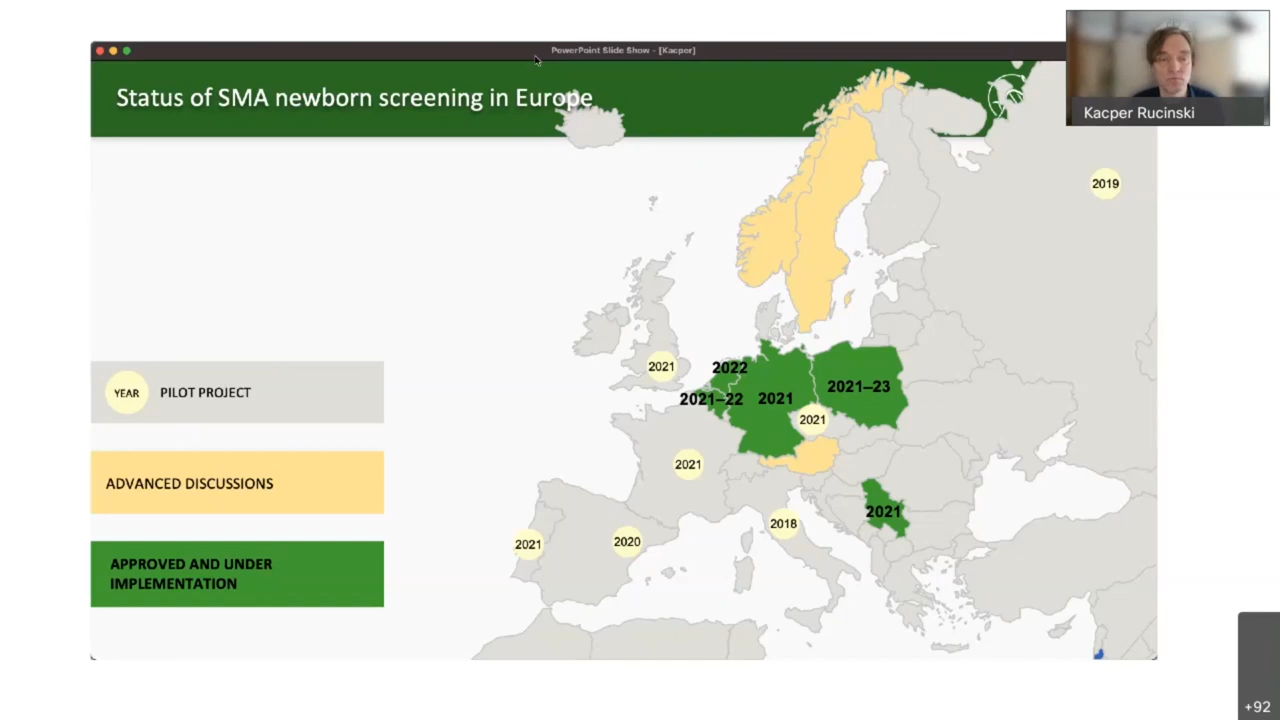 PowerPoint Slide Show - [Kacper]
Status of SMA newborn screening in Europe
Kacper Rucinski
2019
2021
2022
2021–22
2021
2021–23
2021
YEAR PILOT PROJECT
2021
ADVANCED DISCUSSIONS
2021
2018
2021
2020
APPROVED AND UNDER
IMPLEMENTATION
+92